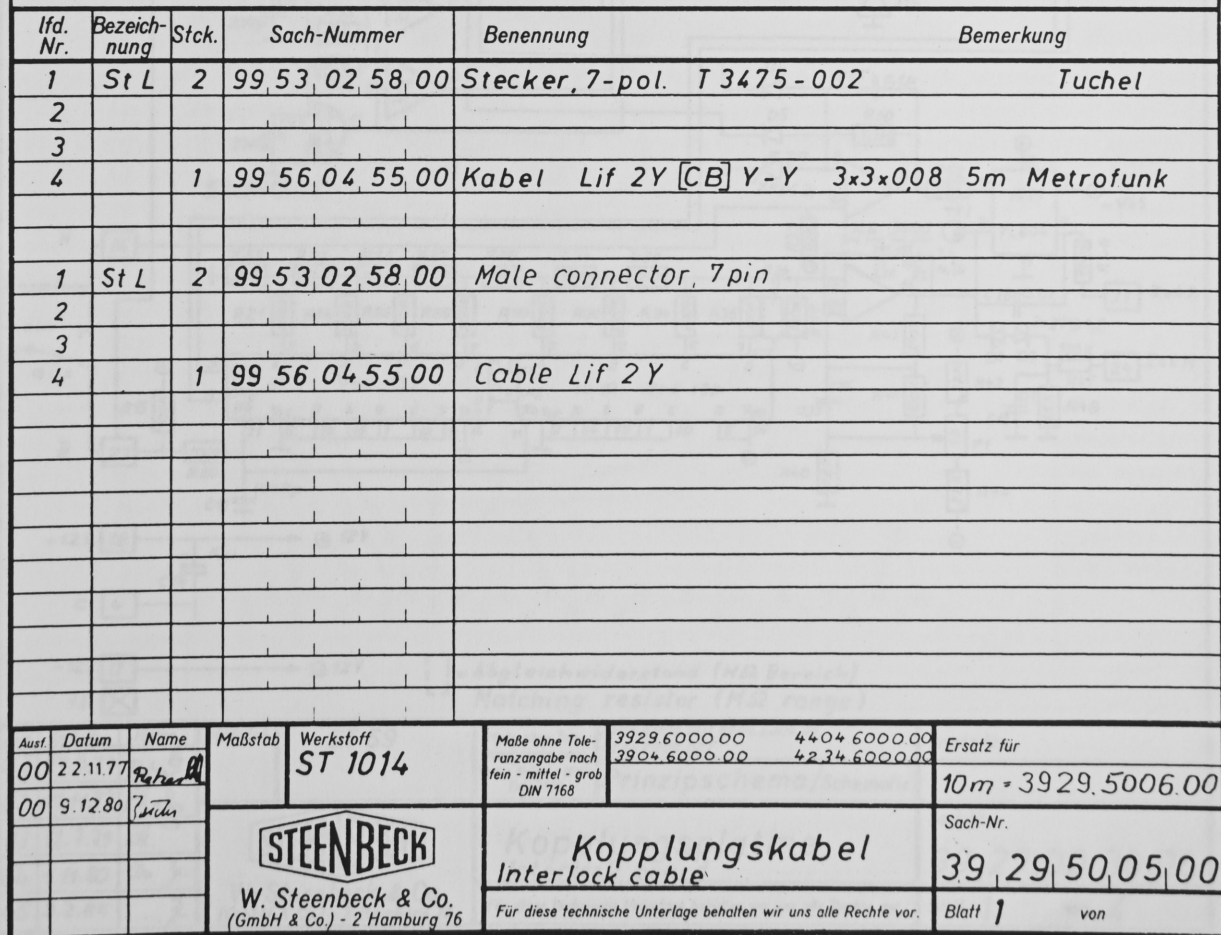 lfd. Nr. Bezeich-nung Stck. Sach-Nummer Benennung Bemerkung
1 St L 2 99 53 02 58 00 Stecker, 7-pol. T 3475-002 Tuchel
2
3
4 1 99 56 04 55 00 Kabel Lif 2Y [CB] Y-Y 3x3x0,08 5m Metrofunk
1 St L 2 99 53 02 58 00 Male connector, 7 pin
2
3
4 1 99 56 04 55 00 Cable Lif 2Y
Matching resistor (MΩ range)
Ausf. Datum Name
00 22.11.77
00 9.12.80
Maßstab
Werkstoff
ST 1014
Maße ohne Tole-
ranzangabe nach
fein - mittel - grob
DIN 7168
3929.6000.00 4404.6000.00
3904.6000.00 4234.6000.00
Ersatz für
10m = 3929.5006.00
STEENBECK
W. Steenbeck & Co.
(GmbH & Co.) - 2 Hamburg 76
Kopplungskabel
Interlock cable
Für diese technische Unterlage behalten wir uns alle Rechte vor.
Sach-Nr.
39 29 50 05 00
Blatt 1 von